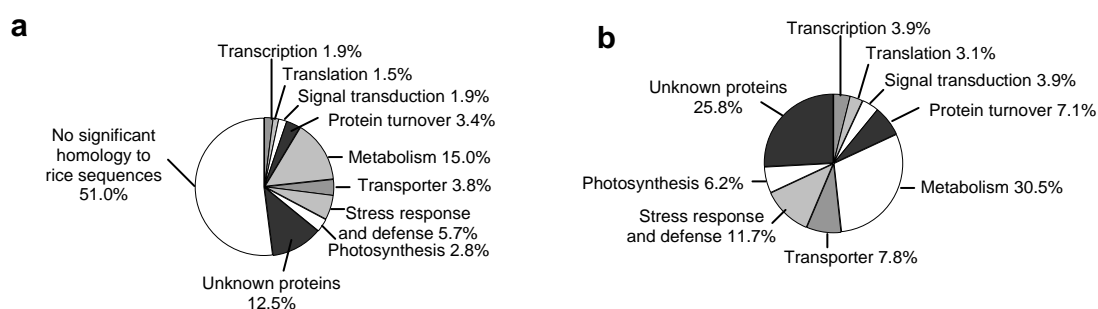 a
Transcription 1.9%
Translation 1.5%
Signal transduction 1.9%
Protein turnover 3.4%
Metabolism 15.0%
Transporter 3.8%
Stress response
and defense 5.7%
Photosynthesis 2.8%
Unknown proteins
12.5%
No significant
homology to
rice sequences
51.0%
b
Transcription 3.9%
Translation 3.1%
Signal transduction 3.9%
Protein turnover 7.1%
Metabolism 30.5%
Transporter 7.8%
Stress response
and defense 11.7%
Photosynthesis 6.2%
Unknown proteins
25.8%